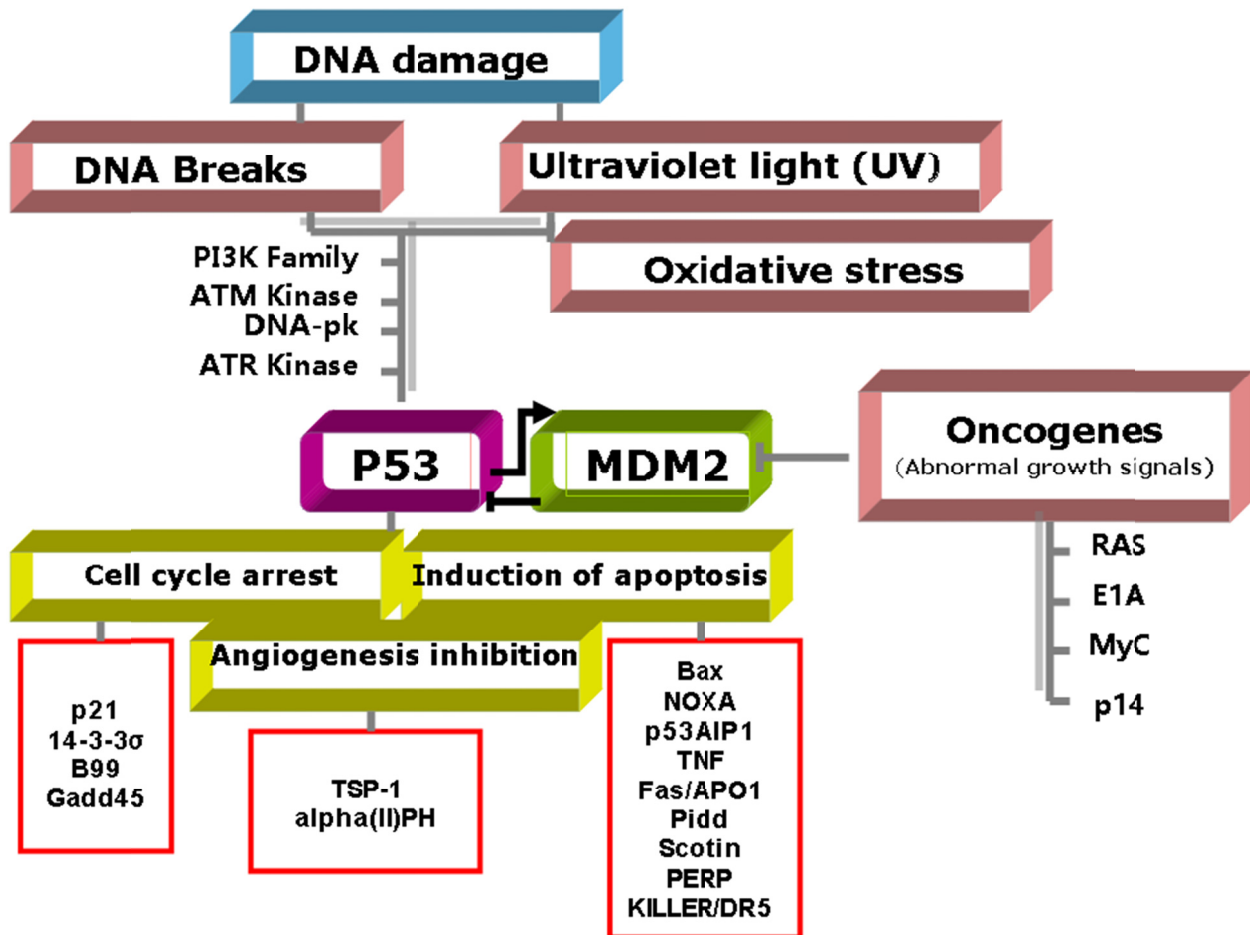 DNA damage
DNA Breaks
Ultraviolet light (UV)
Oxidative stress
PI3K Family
ATM Kinase
DNA-pk
ATR Kinase
P53
MDM2
Oncogenes
(Abnormal growth signals)
RAS
E1A
MyC
p14
Cell cycle arrest
Induction of apoptosis
Angiogenesis inhibition
p21
14-3-3σ
B99
Gadd45
TSP-1
alpha(II)PH
Bax
NOXA
p53AIP1
TNF
Fas/APO1
Pidd
Scotin
PERP
KILLER/DR5